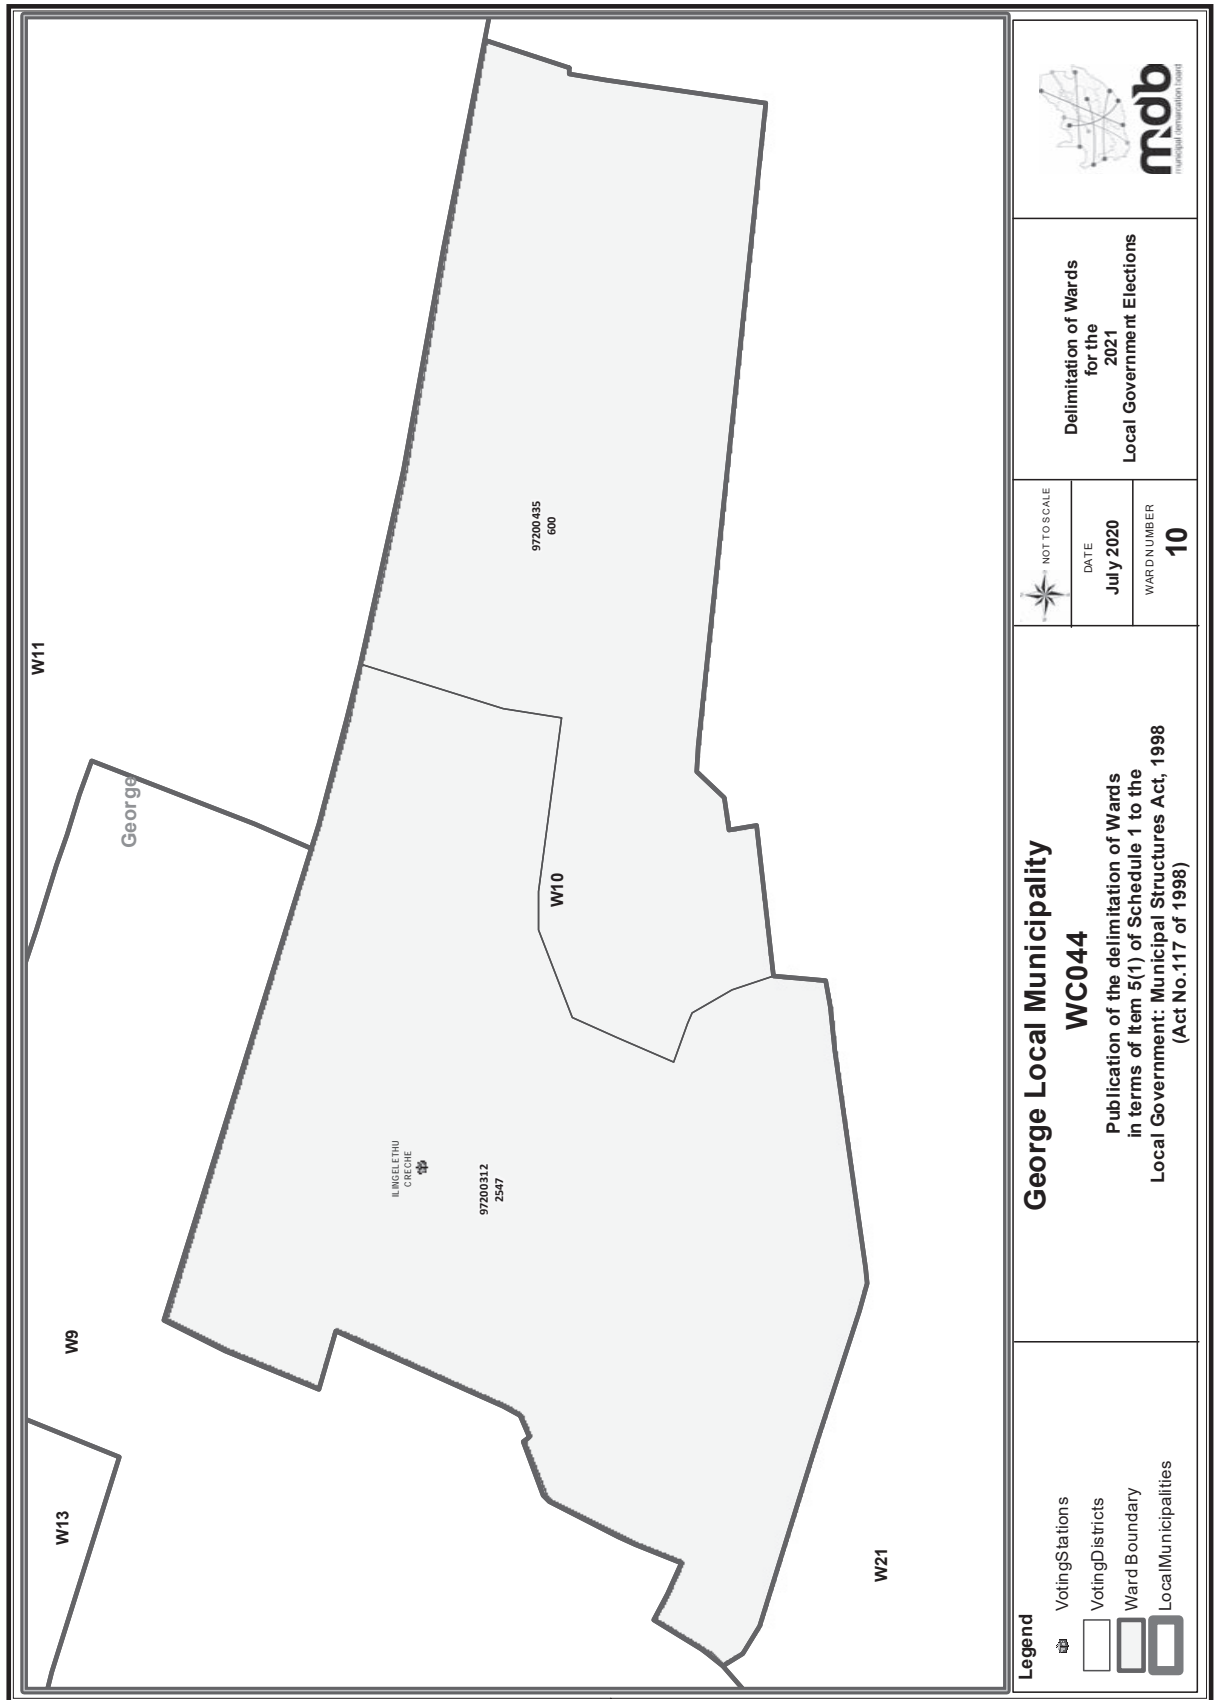 W11
George
W9
W13
97200435
600
W10
ILINGELETHU
CRECHE
97200312
2547
W21
Legend
VotingStations
VotingDistricts
Ward Boundary
LocalMunicipalities
George Local Municipality
WC044
Publication of the delimitation of Wards
in terms of Item 5(1) of Schedule 1 to the
Local Government: Municipal Structures Act, 1998
(Act No.117 of 1998)
NOT TO SCALE
DATE
July 2020
WARD NUMBER
10
Delimitation of Wards
for the
2021
Local Government Elections
mdb
municipal demarcation board